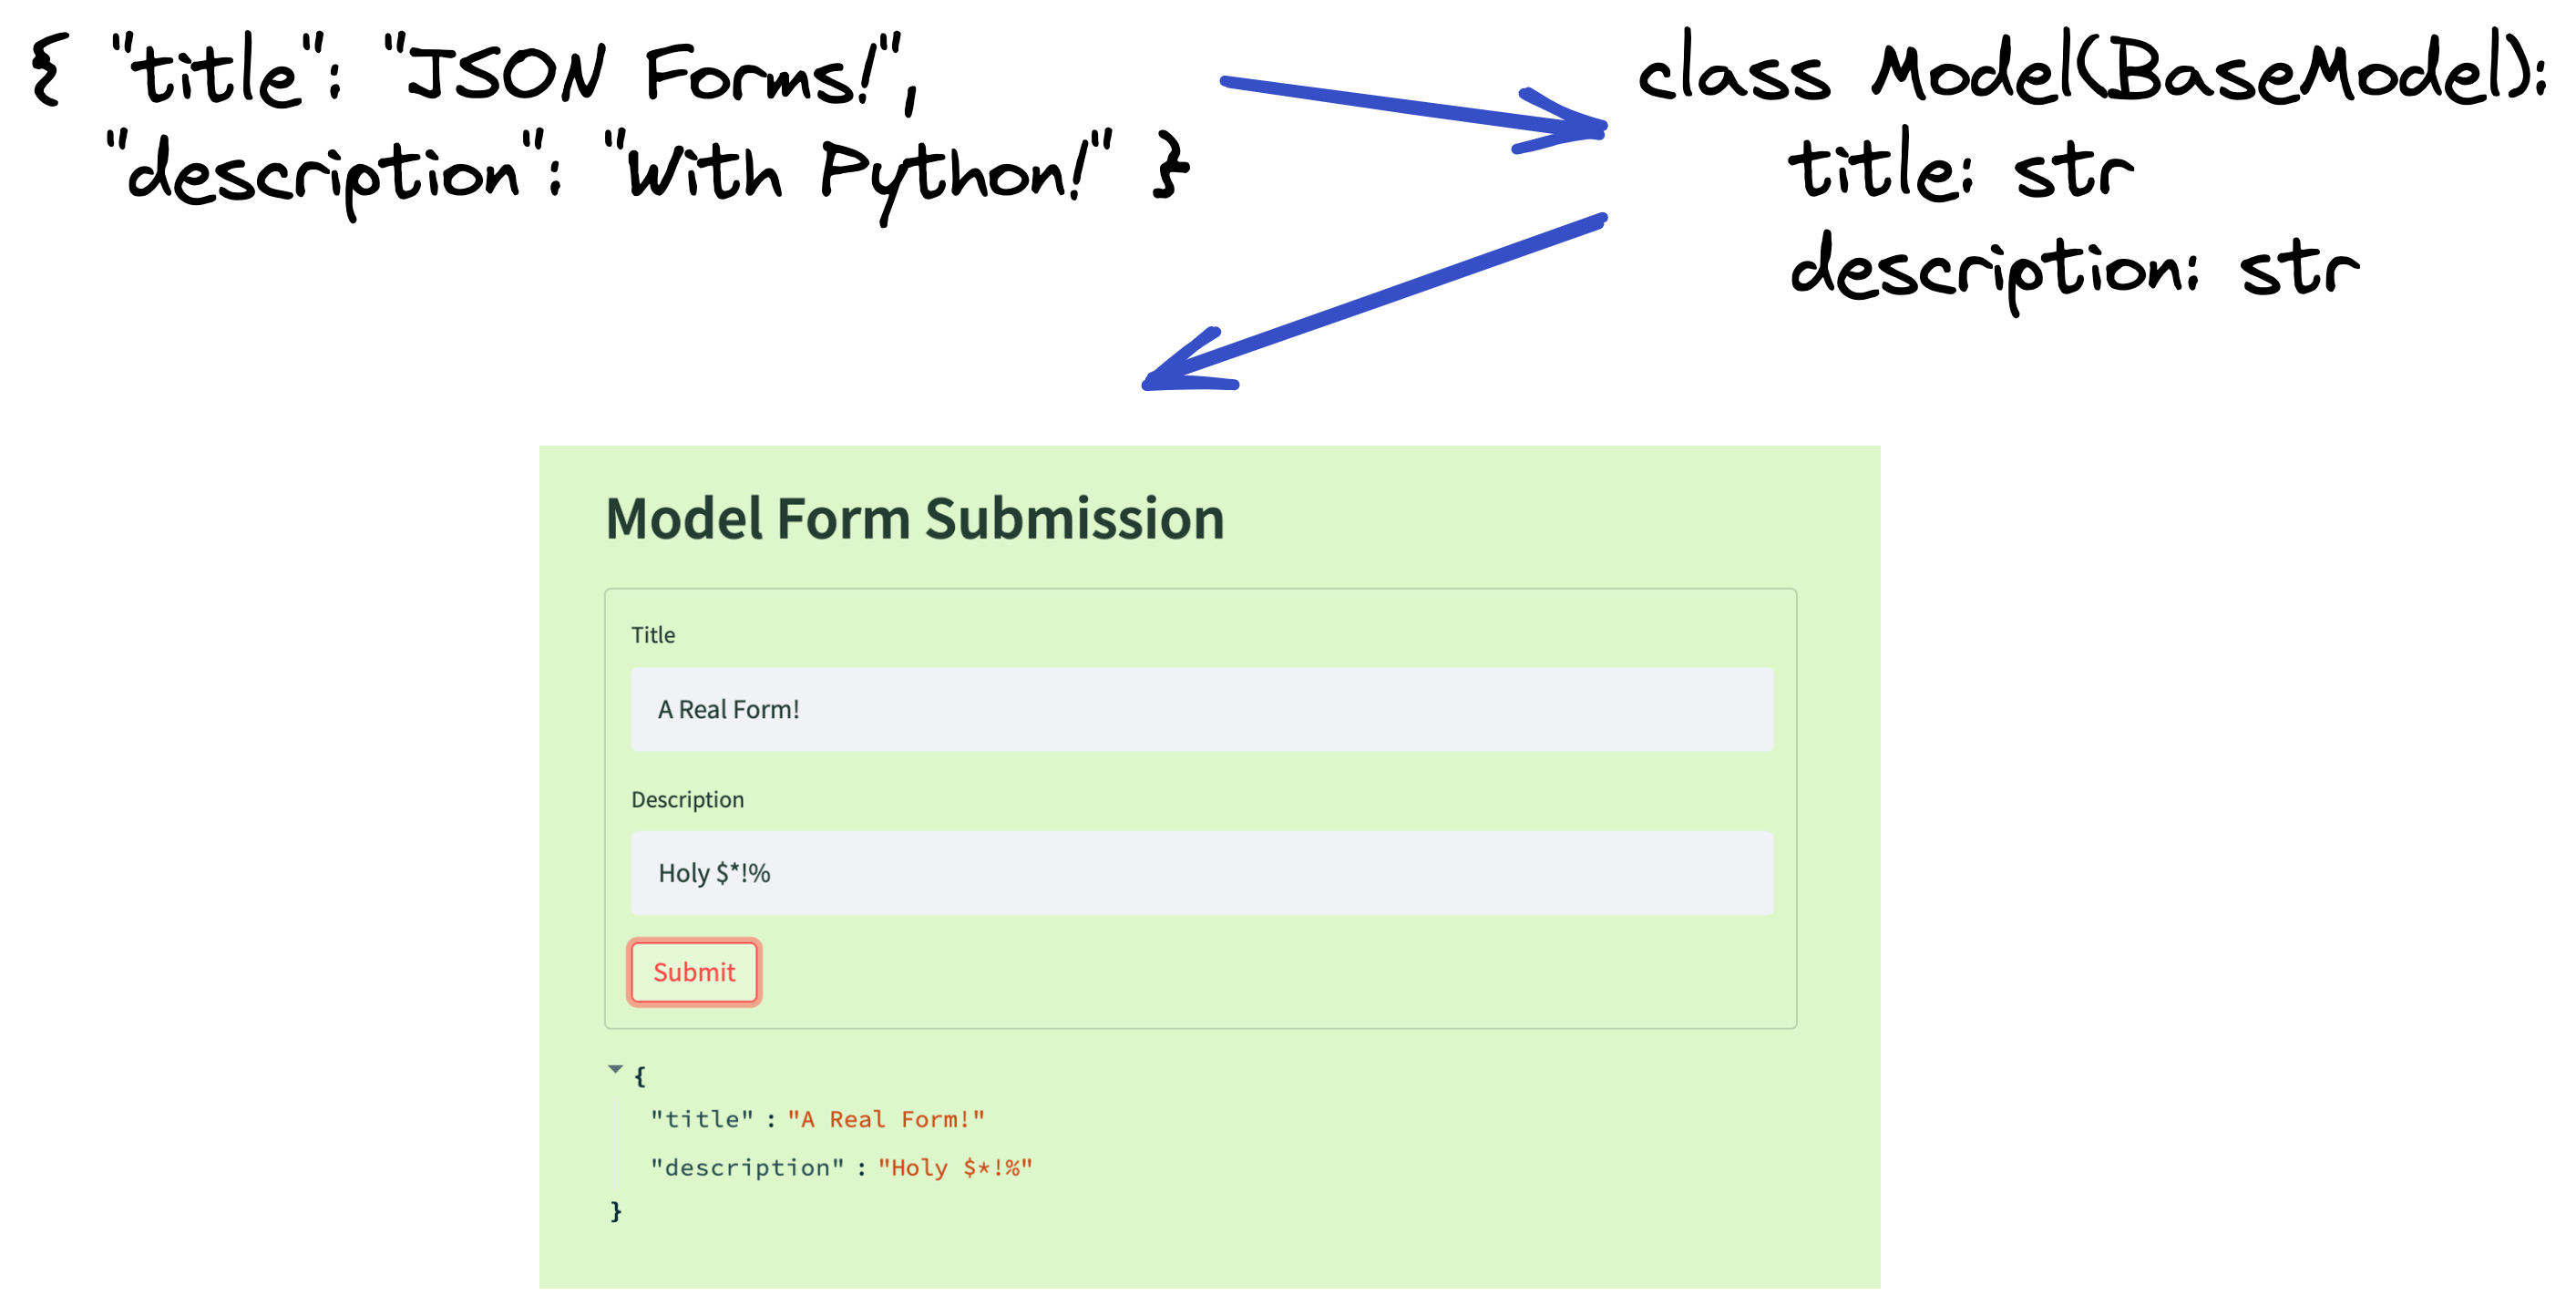 { "title": "JSON Forms!",
"description": "With Python!" }
class Model(BaseModel):
title: str
description: str
Model Form Submission
Title
A Real Form!
Description
Holy $*!%
Submit
{
"title" : "A Real Form!"
"description" : "Holy $*!%"
}